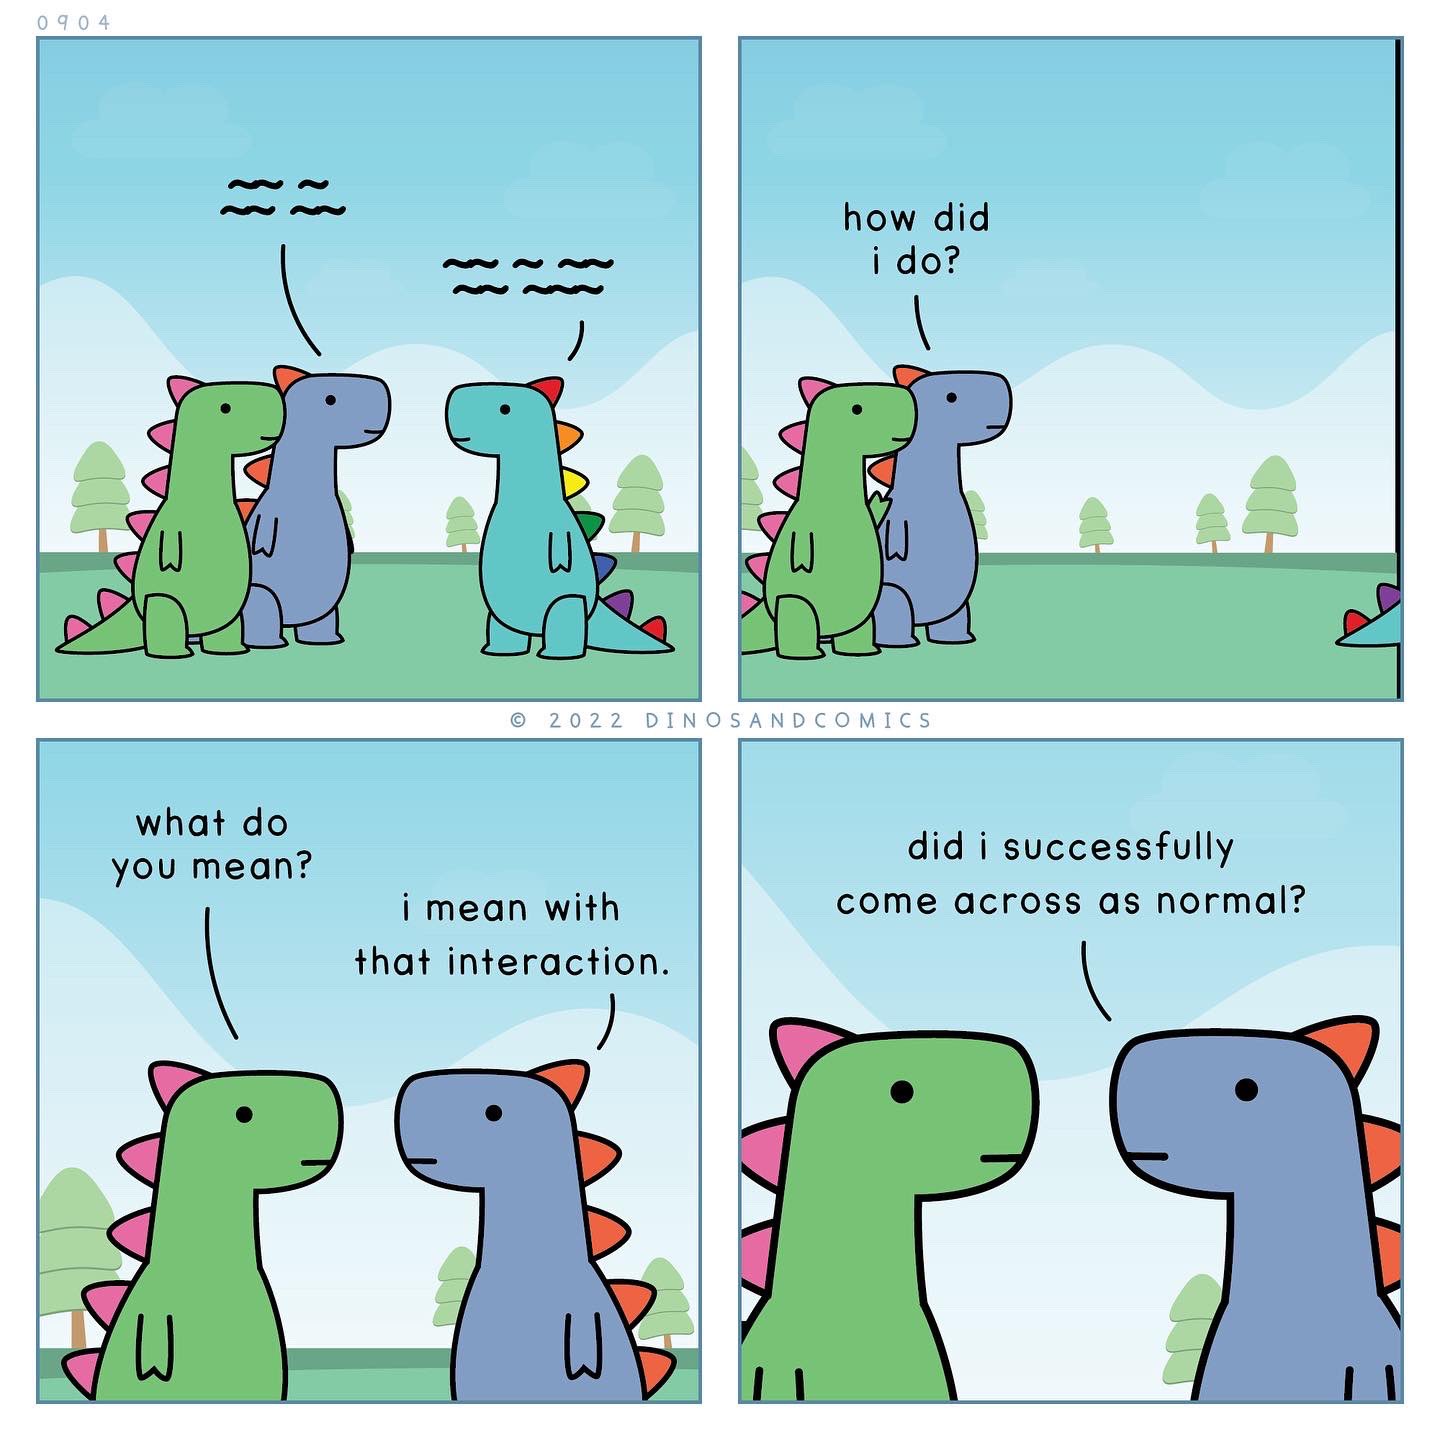 0904
how did
i do?
© 2022 DINOSANDCOMICS
what do
you mean?
i mean with
that interaction.
did i successfully
come across as normal?